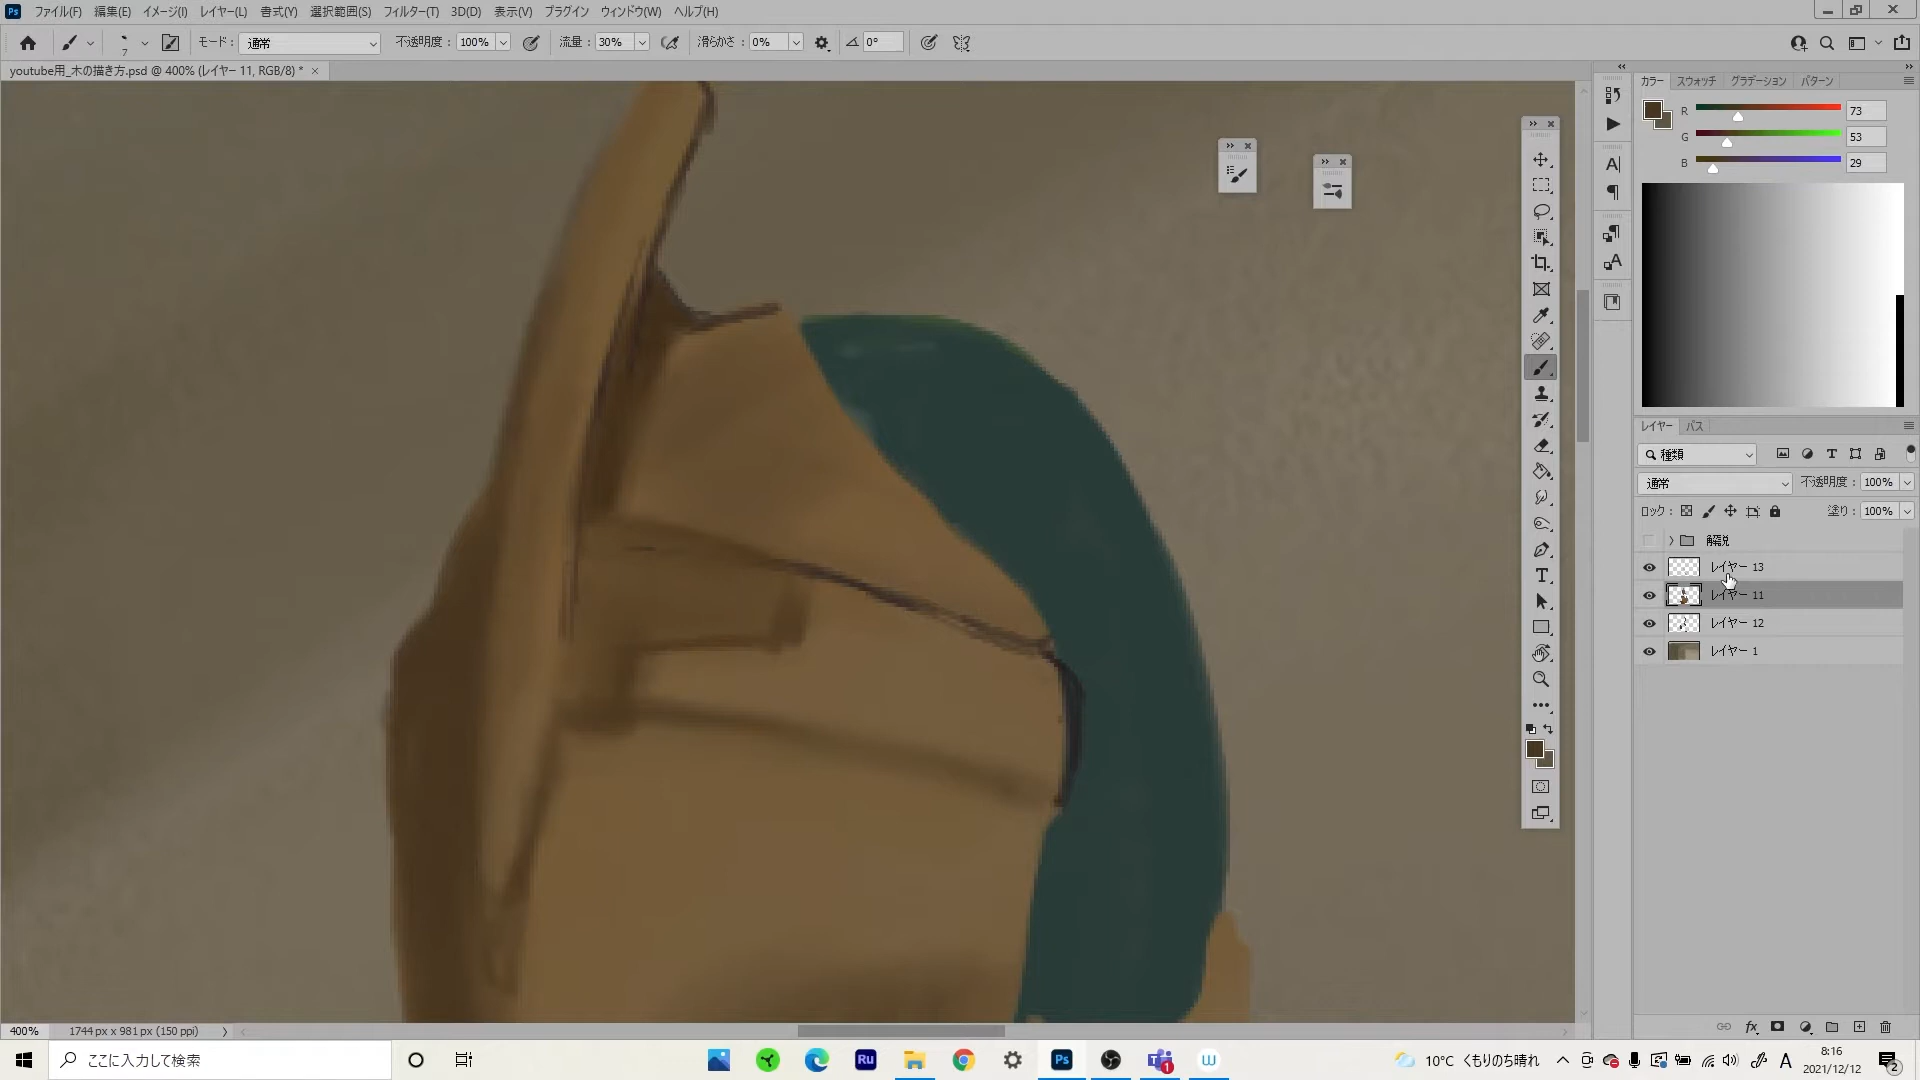 Ps ファイル(F) 編集(E) イメージ(I) レイヤー(L) 書式(Y) 選択範囲(S) フィルター(T) 3D(D) 表示(V) プラグイン ウィンドウ(W) ヘルプ(H)
7 モード: 通常 不透明度: 100% 流量: 30% 滑らかさ: 0% 0°
youtube用_木の描き方.psd @ 400% (レイヤー 11, RGB/8) *
カラー スウォッチ グラデーション パターン
R 73
G 53
B 29
レイヤー パス
種類
通常 不透明度: 100%
ロック: 塗り: 100%
解説
レイヤー 13
レイヤー 11
レイヤー 12
レイヤー 1
400% 1744 px x 981 px (150 ppi)
ここに入力して検索
Ru
Ps
1
W
10°C くもりのち晴れ
A
8:16
2021/12/12
2